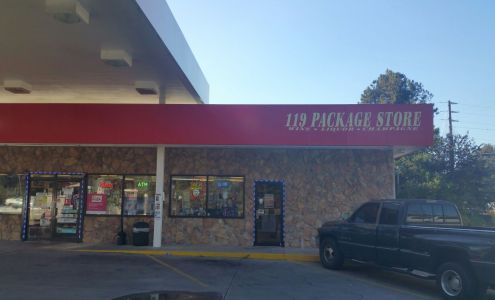 119 PACKAGE STORE
WINE • LIQUOR • CHAMPAGNE
ATM